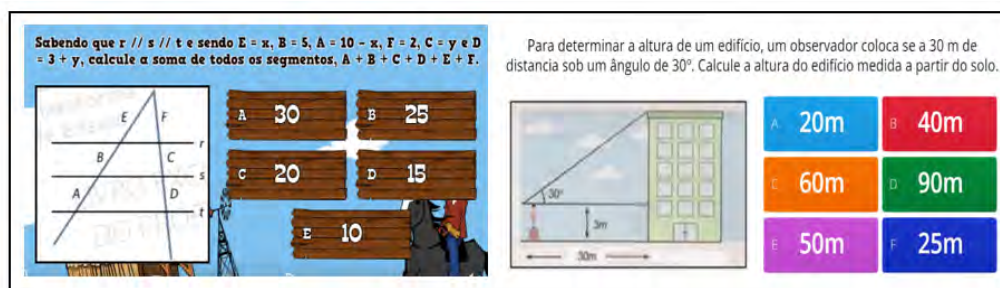 Sabendo que r // s // t e sendo E = x, B = 5, A = 10 - x, F = 2, C = y e D
= 3 + y, calcule a soma de todos os segmentos, A + B + C + D + E + F.
E F
r
B C
s
A D
t
A 30
B 25
C 20
D 15
E 10
Para determinar a altura de um edifício, um observador coloca se a 30 m de
distancia sob um ângulo de 30º. Calcule a altura do edifício medida a partir do solo.
30º
3m
30m
A 20m
B 40m
C 60m
D 90m
E 50m
F 25m